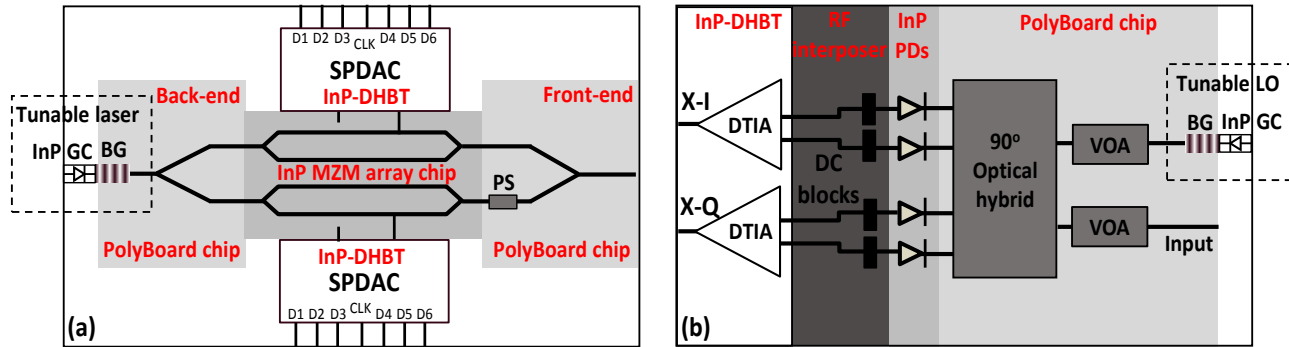 D1 D2 D3 CLK D4 D5 D6
SPDAC
InP-DHBT
Back-end
Front-end
Tunable laser
InP GC BG
InP MZM array chip
PS
PolyBoard chip
PolyBoard chip
InP-DHBT
SPDAC
D1 D2 D3 CLK D4 D5 D6
(a)
InP-DHBT
RF
interposer
InP
PDs
PolyBoard chip
Tunable LO
X-I
DTIA
BG InP GC
VOA
DC
blocks
90º
Optical
hybrid
X-Q
DTIA
VOA
Input
(b)